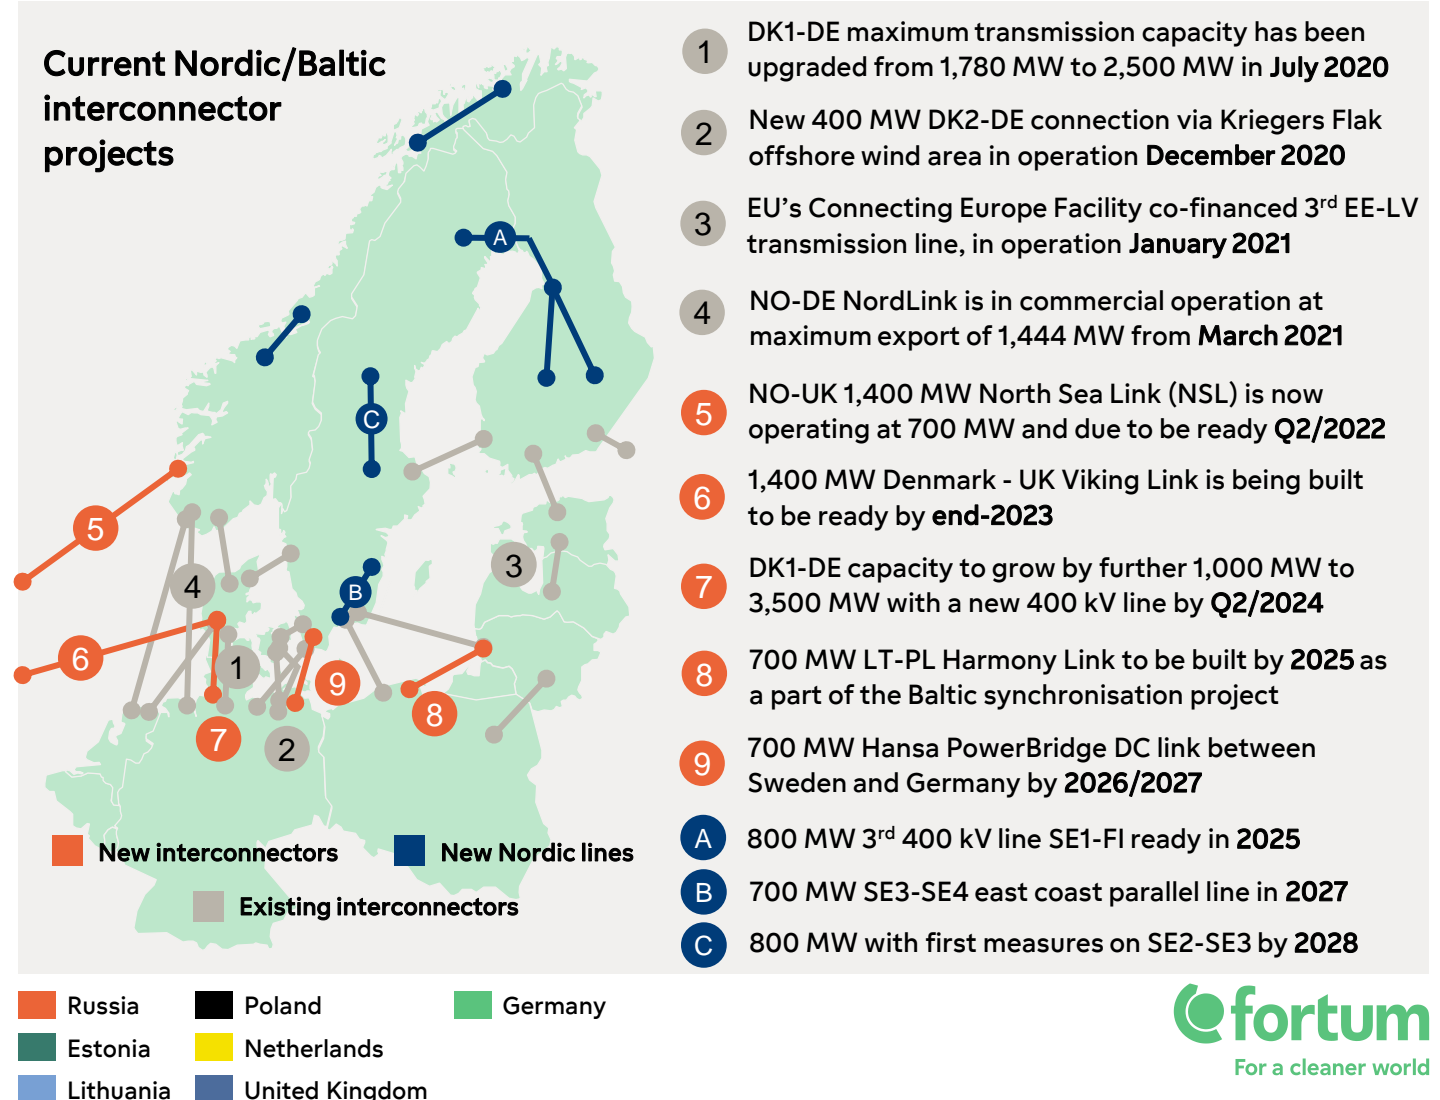 Current Nordic/Baltic
interconnector
projects
1 DK1-DE maximum transmission capacity has been
upgraded from 1,780 MW to 2,500 MW in July 2020
2 New 400 MW DK2-DE connection via Kriegers Flak
offshore wind area in operation December 2020
3 EU’s Connecting Europe Facility co-financed 3rd EE-LV
transmission line, in operation January 2021
4 NO-DE NordLink is in commercial operation at
maximum export of 1,444 MW from March 2021
5 NO-UK 1,400 MW North Sea Link (NSL) is now
operating at 700 MW and due to be ready Q2/2022
6 1,400 MW Denmark - UK Viking Link is being built
to be ready by end-2023
7 DK1-DE capacity to grow by further 1,000 MW to
3,500 MW with a new 400 kV line by Q2/2024
8 700 MW LT-PL Harmony Link to be built by 2025 as
a part of the Baltic synchronisation project
9 700 MW Hansa PowerBridge DC link between
Sweden and Germany by 2026/2027
A 800 MW 3rd 400 kV line SE1-FI ready in 2025
B 700 MW SE3-SE4 east coast parallel line in 2027
C 800 MW with first measures on SE2-SE3 by 2028
A
C
5
3
4
B
6
1
9
8
7
2
New interconnectors
New Nordic lines
Existing interconnectors
Russia
Poland
Germany
Estonia
Netherlands
Lithuania
United Kingdom
fortum
For a cleaner world